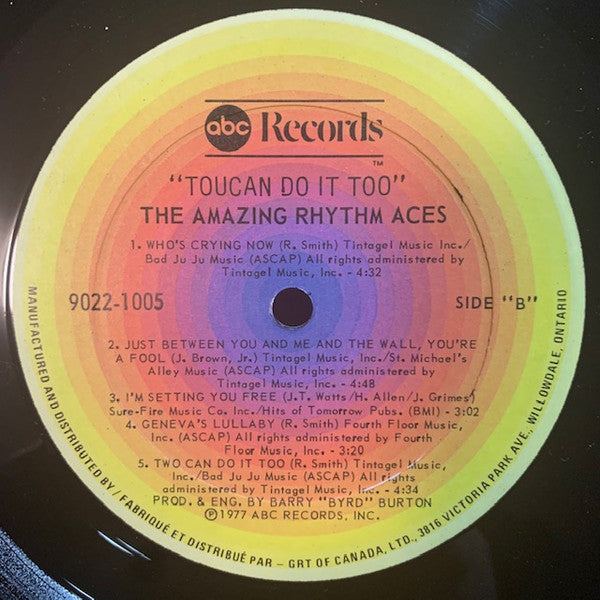 abc Records
TM
"TOUCAN DO IT TOO"
THE AMAZING RHYTHM ACES
1. WHO'S CRYING NOW (R. Smith) Tintagel Music Inc./
Bad Ju Ju Music (ASCAP) All rights administered by
Tintagel Music, Inc. - 4:32
9022-1005
SIDE "B"
2. JUST BETWEEN YOU AND ME AND THE WALL, YOU'RE
A FOOL (J. Brown, Jr.) Tintagel Music, Inc./St. Michael's
Alley Music (ASCAP) All rights administered by
Tintagel Music, Inc. - 4:48
3. I'M SETTING YOU FREE (J.T. Watts/H. Allen/J. Grimes)
Sure-Fire Music Co. Inc./Hits of Tomorrow Pubs. (BMI) - 3:02
4. GENEVA'S LULLABY (R. Smith) Fourth Floor Music,
Inc. (ASCAP) All rights administered by Fourth
Floor Music, Inc. - 3:20
5. TWO CAN DO IT TOO (R. Smith) Tintagel Music,
Inc./Bad Ju Ju Music (ASCAP) All rights
administered by Tintagel Music, Inc. - 4:34
PROD. & ENG. BY BARRY "BYRD" BURTON
℗1977 ABC RECORDS, INC.
MANUFACTURED AND DISTRIBUTED BY / FABRIQUÉ ET DISTRIBUÉ PAR - GRT OF CANADA, LTD., 3816 VICTORIA PARK AVE., WILLOWDALE, ONTARIO